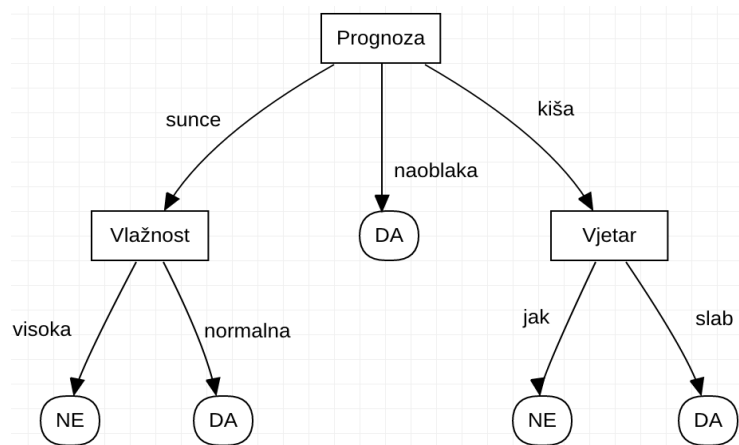 Prognoza
sunce
kiša
naoblaka
Vlažnost
DA
Vjetar
visoka
normalna
jak
slab
NE
DA
NE
DA